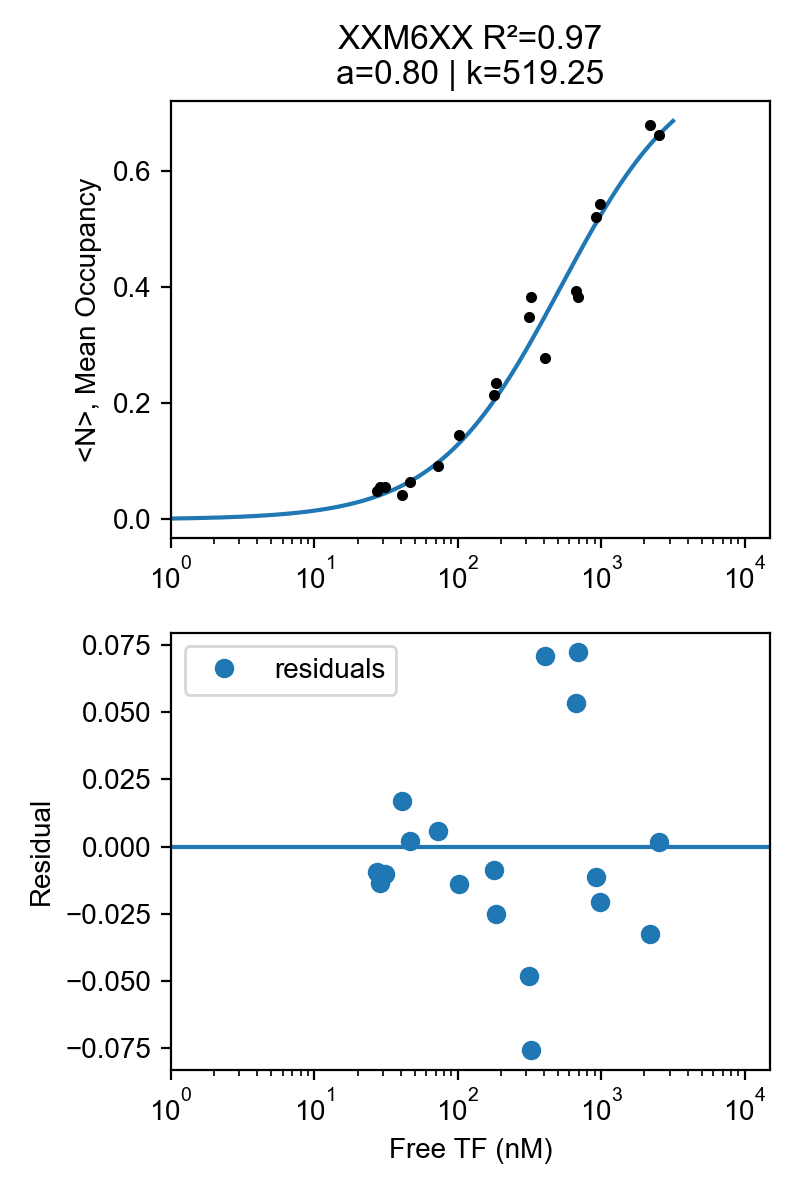 XXM6XX R²=0.97
a=0.80 | k=519.25
<N>, Mean Occupancy
0.6
0.4
0.2
0.0
10⁰ 10¹ 10² 10³ 10⁴
residuals
Residual
0.075
0.050
0.025
0.000
−0.025
−0.050
−0.075
10⁰ 10¹ 10² 10³ 10⁴
Free TF (nM)